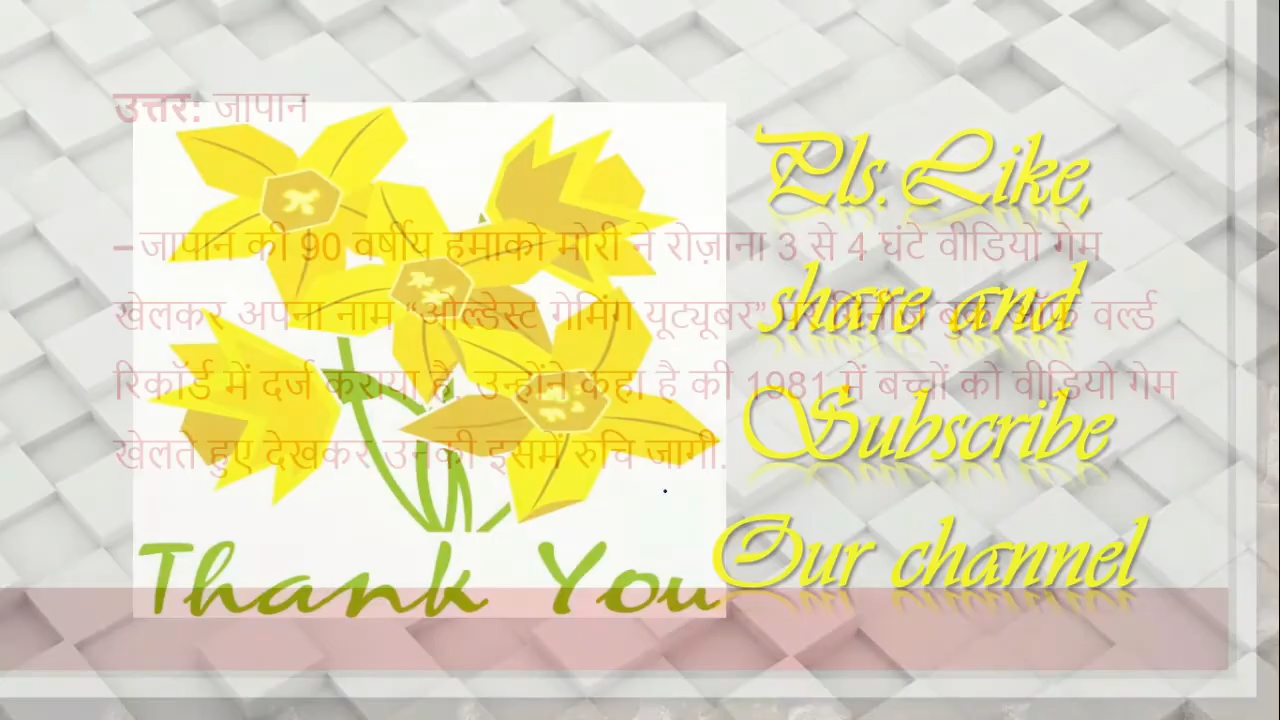 उत्तर: जापान
– जापान की 90 वर्षीय हमाको मोरी ने रोज़ाना 3 से 4 घंटे वीडियो गेम
खेलकर अपना नाम “ओल्डेस्ट गेमिंग यूट्यूबर” वर्ल्ड
रिकॉर्ड में दर्ज कराया है. उन्होंने कहा है की 1981 में बच्चों को वीडियो गेम
खेलते हुए देखकर उनकी इसमें रुचि जागी.
Thank You
Pls.Like,
share and
Subscribe
Our channel